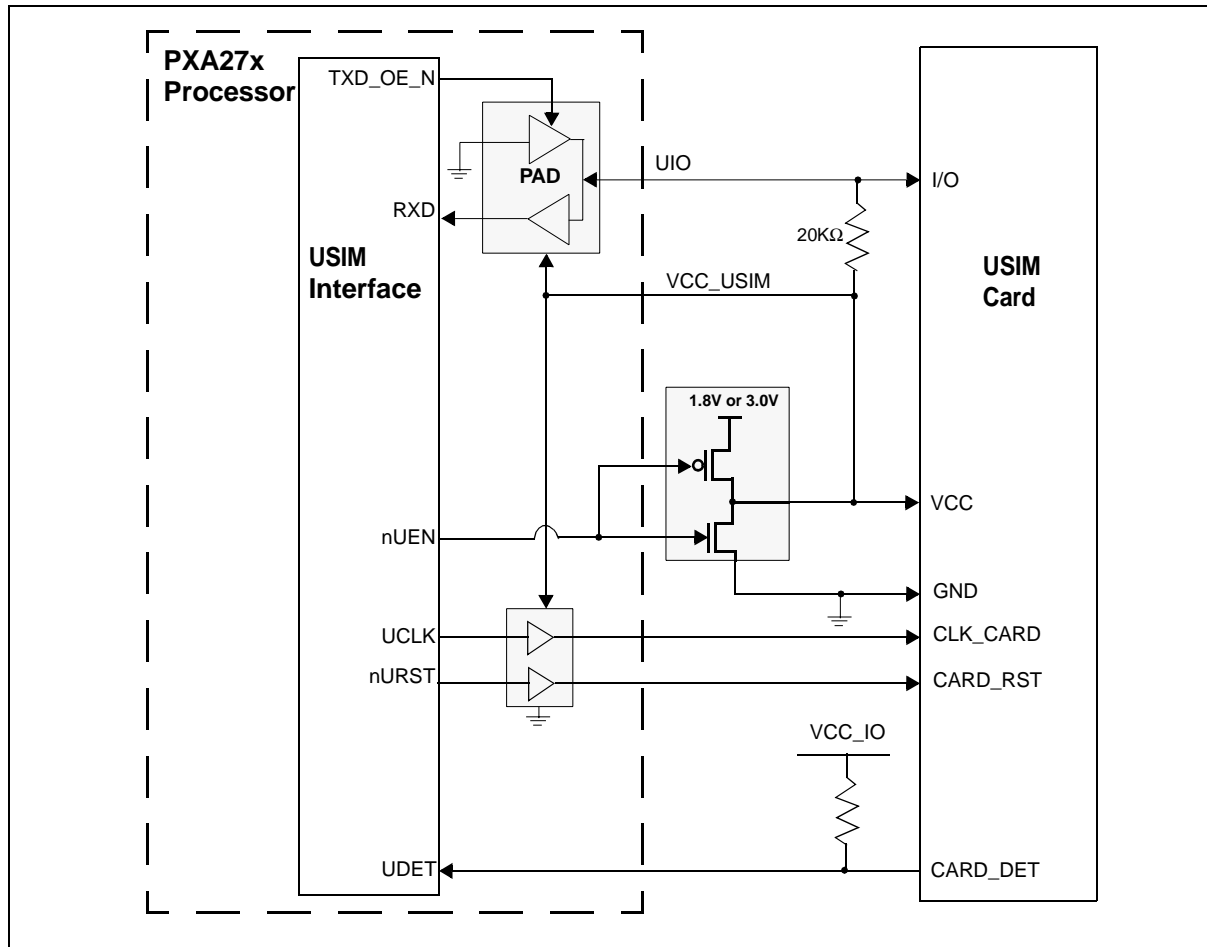 PXA27x
Processor
TXD_OE_N
PAD
UIO
I/O
RXD
20KΩ
USIM
Interface
VCC_USIM
USIM
Card
1.8V or 3.0V
VCC
nUEN
GND
UCLK
CLK_CARD
nURST
CARD_RST
VCC_IO
UDET
CARD_DET